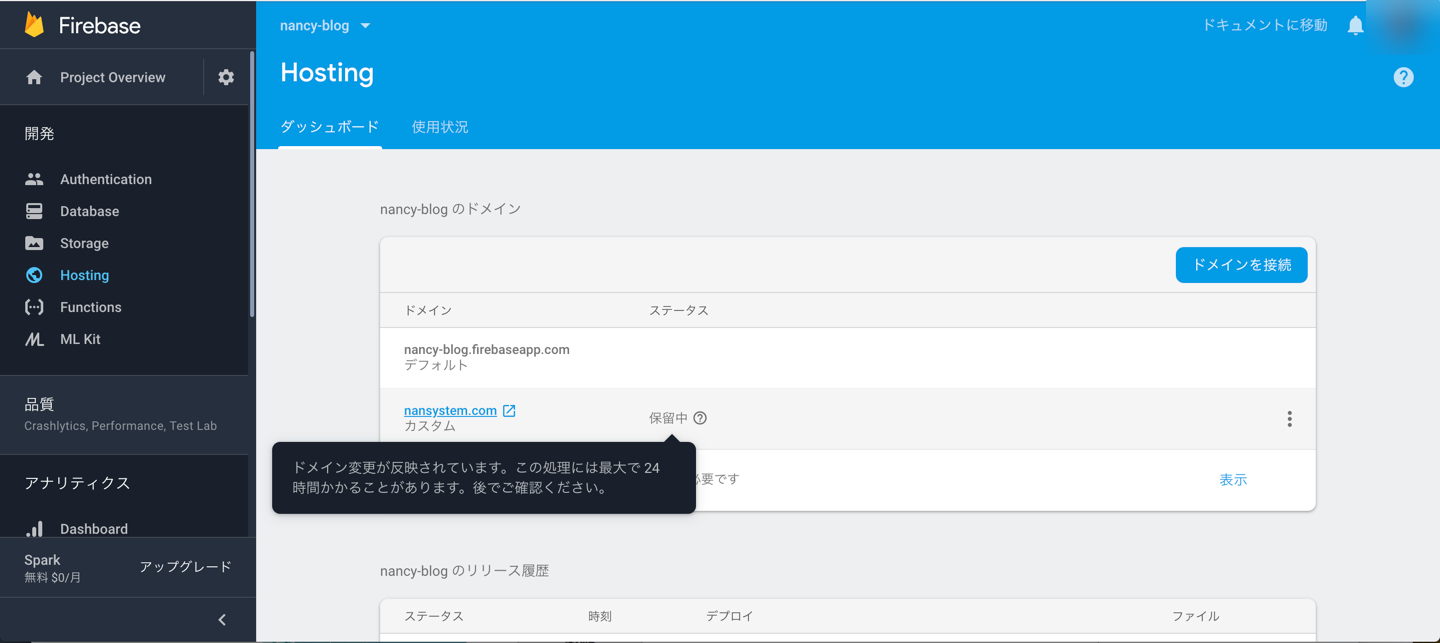 Firebase
Project Overview
開発
Authentication
Database
Storage
Hosting
Functions
ML Kit
品質
Crashlytics, Performance, Test Lab
アナリティクス
Dashboard
Spark
無料 $0/月
アップグレード
nancy-blog
ドキュメントに移動
Hosting
ダッシュボード 使用状況
nancy-blog のドメイン
ドメインを接続
ドメイン ステータス
nancy-blog.firebaseapp.com
デフォルト
nansystem.com 保留中
カスタム
ドメイン変更が反映されています。この処理には最大で 24
時間かかることがあります。後でご確認ください。
要です 表示
nancy-blog のリリース履歴
ステータス 時刻 デプロイ ファイル